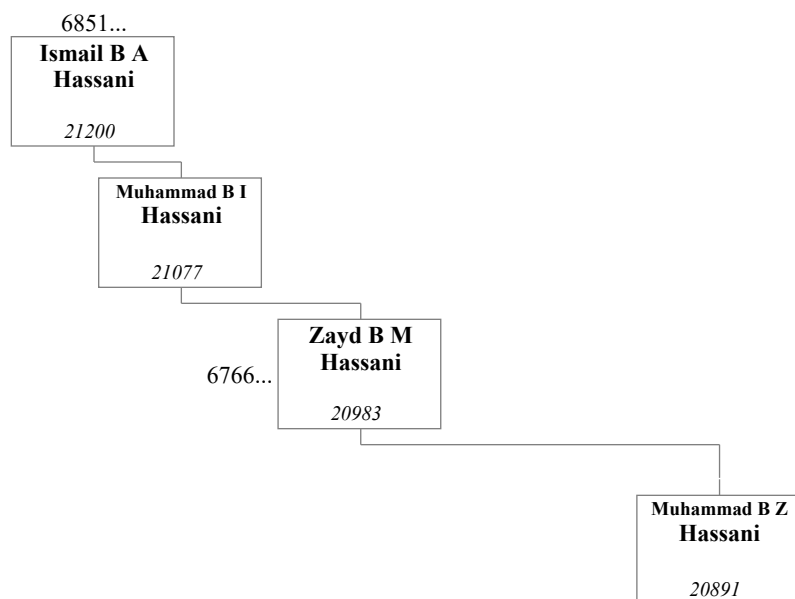 6851...
Ismail B A
Hassani
21200
Muhammad B I
Hassani
21077
Zayd B M
Hassani
6766...
20983
Muhammad B Z
Hassani
20891